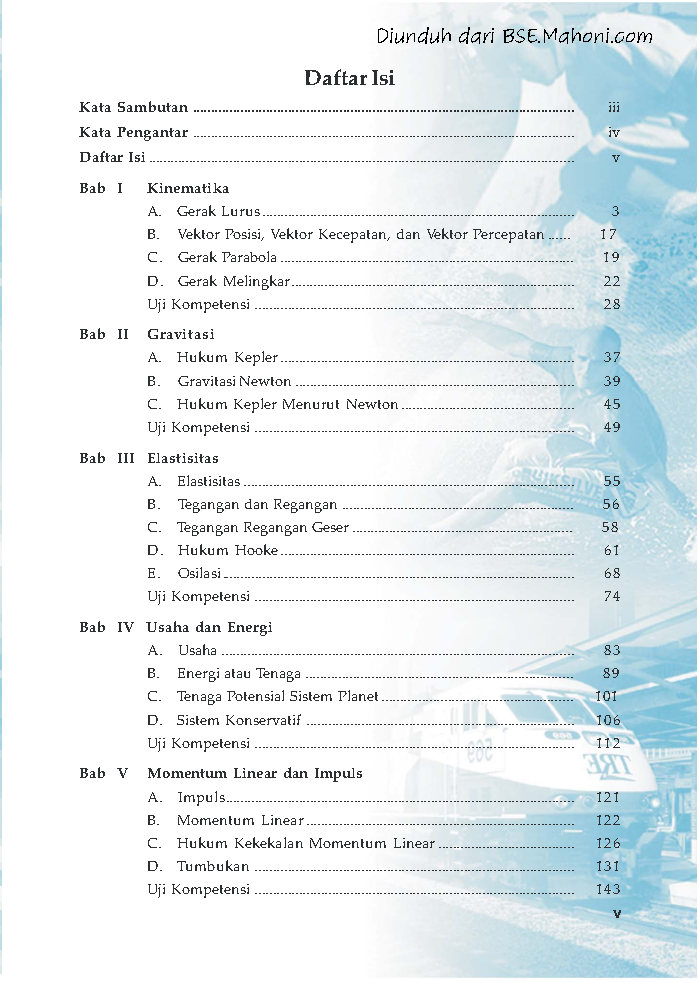 Diunduh dari BSE.Mahoni.com
Daftar Isi
Kata Sambutan ........................................................................................................ iii
Kata Pengantar ........................................................................................................ iv
Daftar Isi .................................................................................................................... v
Bab I Kinematika
A. Gerak Lurus ..................................................................................... 3
B. Vektor Posisi, Vektor Kecepatan, dan Vektor Percepatan ...... 17
C. Gerak Parabola ................................................................................ 19
D. Gerak Melingkar ............................................................................. 22
Uji Kompetensi ....................................................................................... 28
Bab II Gravitasi
A. Hukum Kepler ................................................................................ 37
B. Gravitasi Newton ............................................................................ 39
C. Hukum Kepler Menurut Newton ............................................... 45
Uji Kompetensi ....................................................................................... 49
Bab III Elastisitas
A. Elastisitas .......................................................................................... 55
B. Tegangan dan Regangan ............................................................... 56
C. Tegangan Regangan Geser ............................................................ 58
D. Hukum Hooke ................................................................................ 61
E. Osilasi ............................................................................................... 68
Uji Kompetensi ....................................................................................... 74
Bab IV Usaha dan Energi
A. Usaha ................................................................................................ 83
B. Energi atau Tenaga ......................................................................... 89
C. Tenaga Potensial Sistem Planet .................................................... 101
D. Sistem Konservatif ......................................................................... 106
Uji Kompetensi ....................................................................................... 112
Bab V Momentum Linear dan Impuls
A. Impuls ............................................................................................... 121
B. Momentum Linear ......................................................................... 122
C. Hukum Kekekalan Momentum Linear ..................................... 126
D. Tumbukan ....................................................................................... 131
Uji Kompetensi ....................................................................................... 143
v
569
TRE